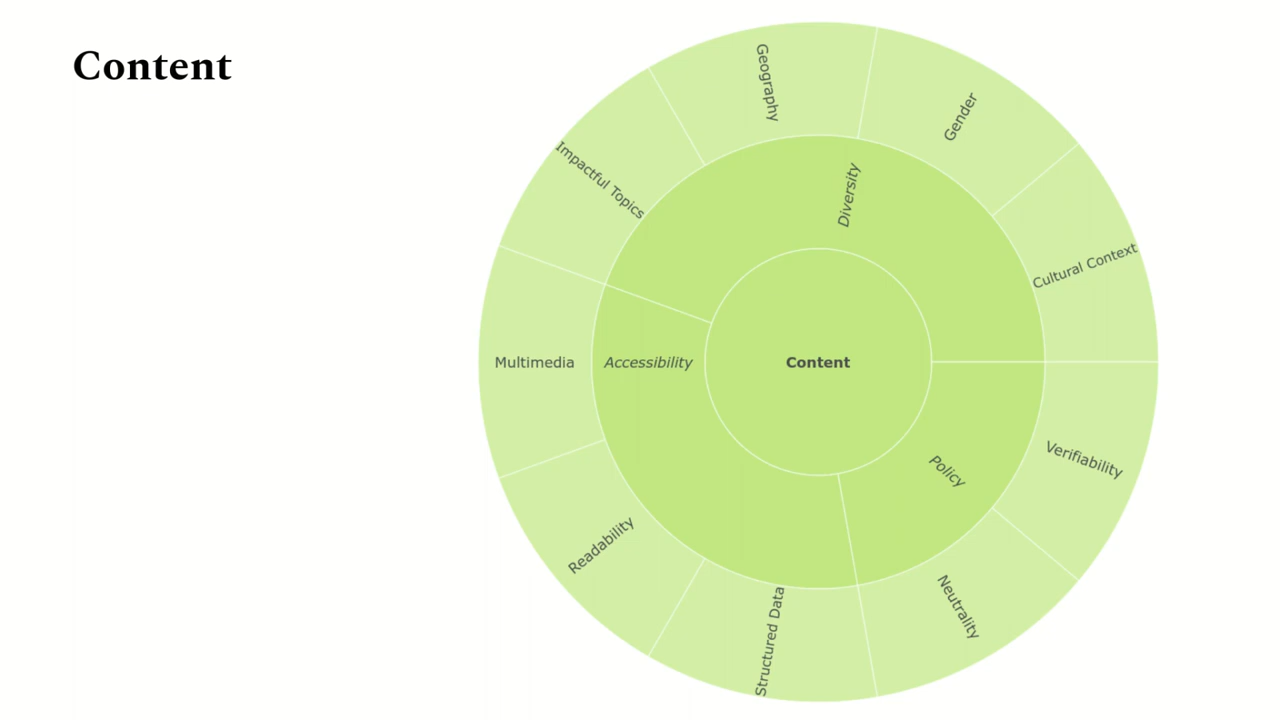 Content
Geography
Gender
Impactful Topics
Diversity
Cultural Context
Multimedia
Accessibility
Content
Policy
Verifiability
Readability
Structured Data
Neutrality